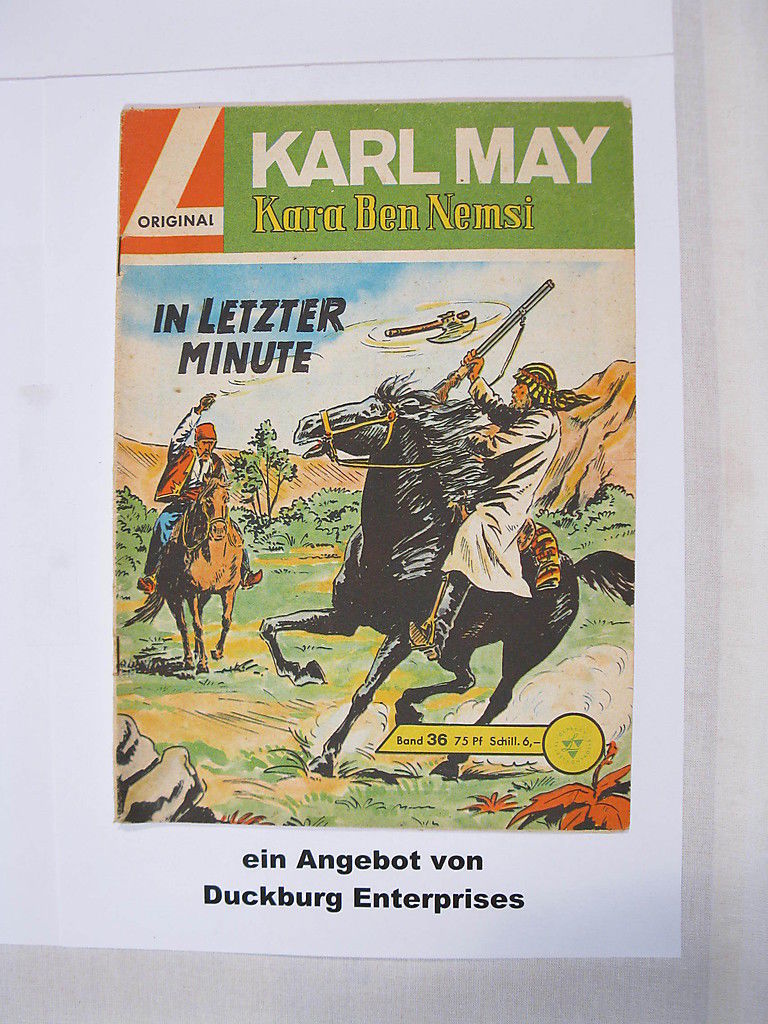 ORIGINAL
KARL MAY
Kara Ben Nemsi
IN LETZTER
MINUTE
Band 36 75 Pf Schill. 6,-
ein Angebot von
Duckburg Enterprises